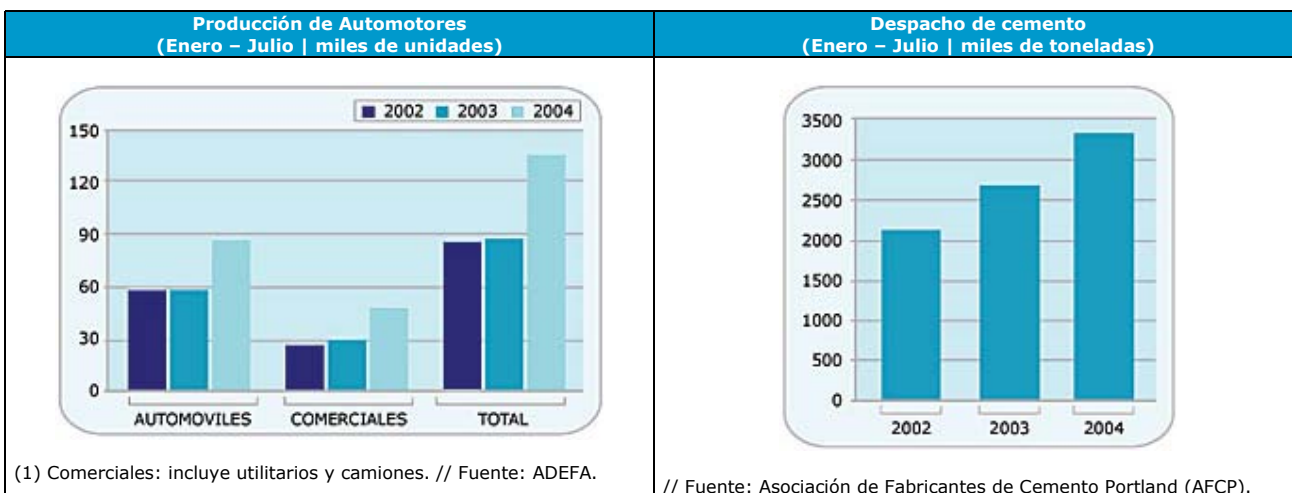 Producción de Automotores
(Enero – Julio | miles de unidades)
2002 2003 2004
150
120
90
60
30
0
AUTOMOVILES COMERCIALES TOTAL
(1) Comerciales: incluye utilitarios y camiones. // Fuente: ADEFA.
Despacho de cemento
(Enero – Julio | miles de toneladas)
3500
3000
2500
2000
1500
1000
500
0
2002 2003 2004
// Fuente: Asociación de Fabricantes de Cemento Portland (AFCP).